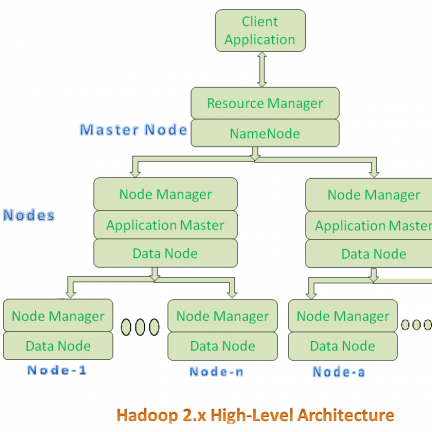 Client
Application
Resource Manager
Master Node
NameNode
Node Manager
Node Manager
Nodes
Application Master
Application Master
Data Node
Data Node
Node Manager
Node Manager
Node Manager
Data Node
Data Node
Data Node
Node-1
Node-n
Node-a
Hadoop 2.x High-Level Architecture